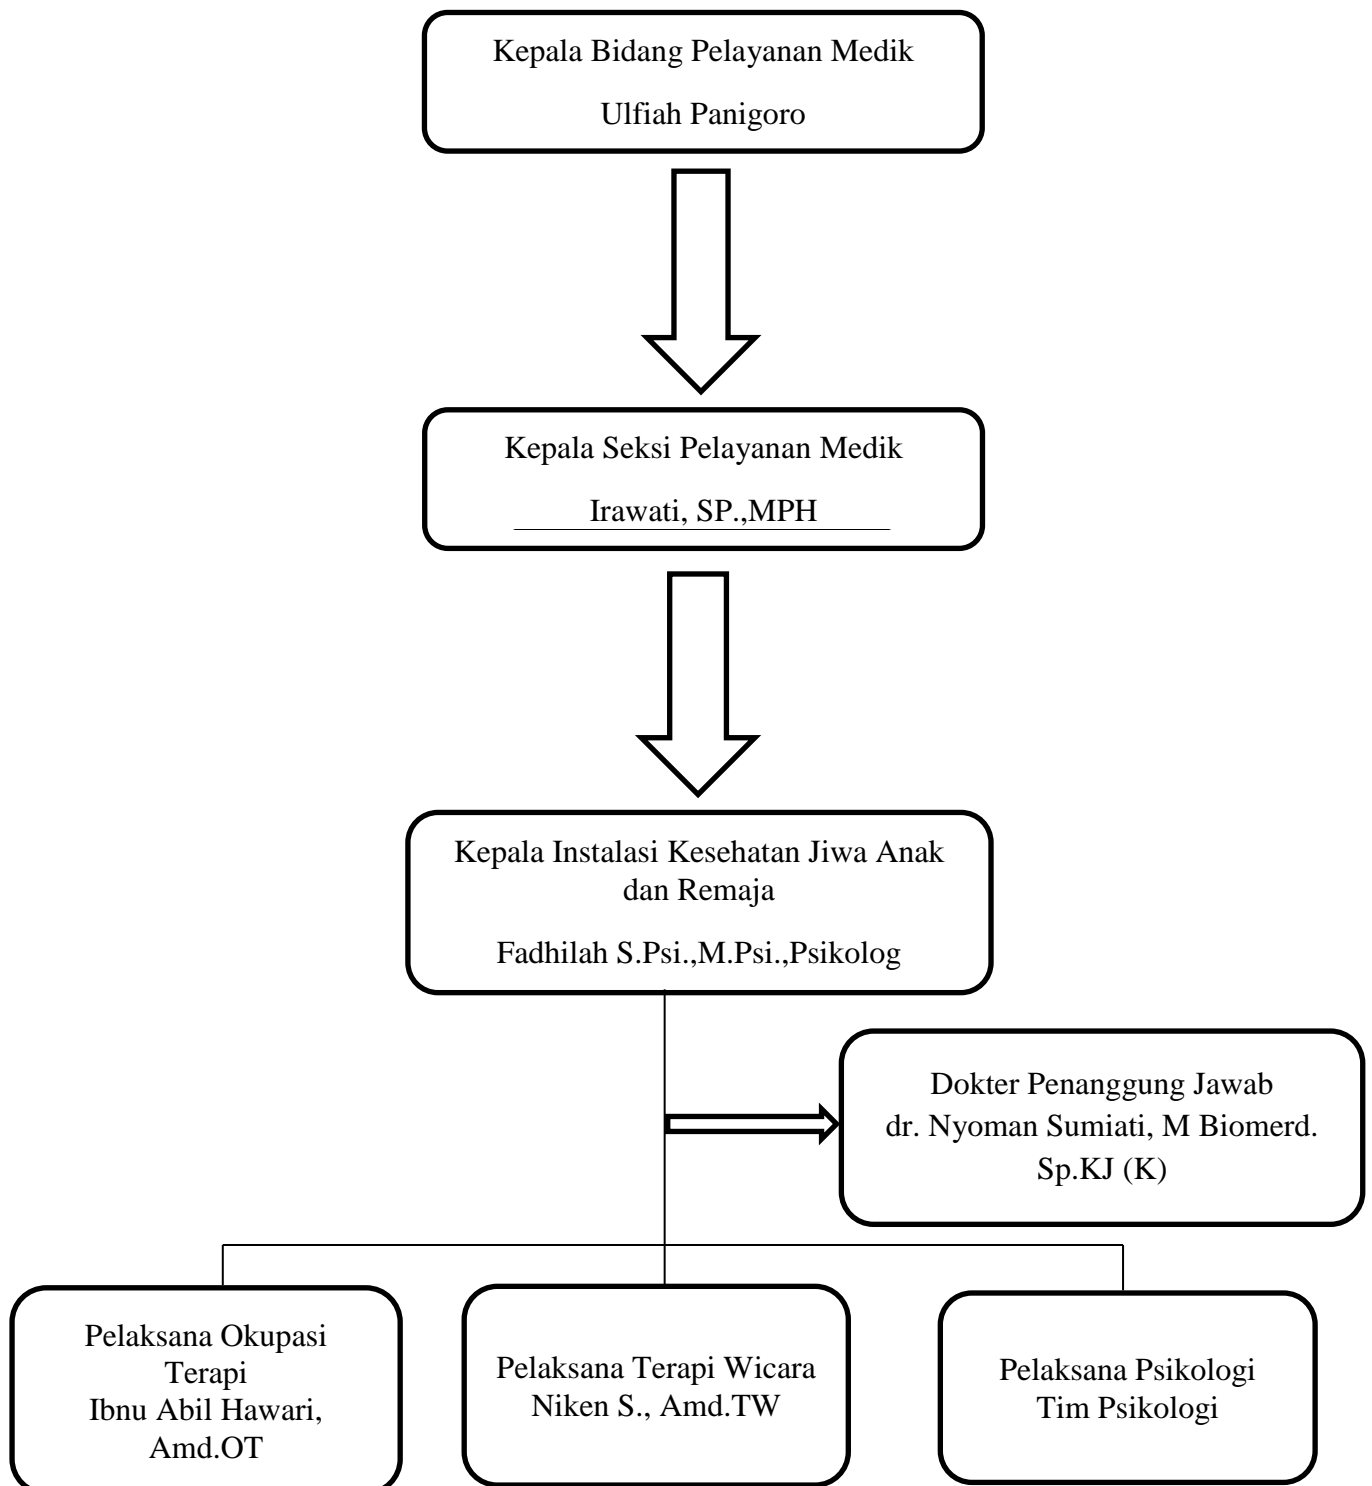 Kepala Bidang Pelayanan Medik
Ulfiah Panigoro
Kepala Seksi Pelayanan Medik
Irawati, SP.,MPH
Kepala Instalasi Kesehatan Jiwa Anak
dan Remaja
Fadhilah S.Psi.,M.Psi.,Psikolog
Dokter Penanggung Jawab
dr. Nyoman Sumiati, M Biomerd.
Sp.KJ (K)
Pelaksana Okupasi
Terapi
Ibnu Abil Hawari,
Amd.OT
Pelaksana Terapi Wicara
Niken S., Amd.TW
Pelaksana Psikologi
Tim Psikologi